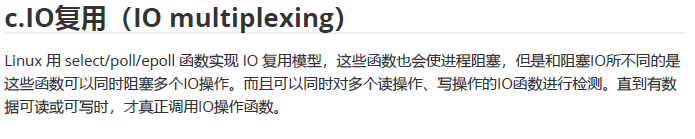 c.IO复用（IO multiplexing）
Linux 用 select/poll/epoll 函数实现 IO 复用模型，这些函数也会使进程阻塞，但是和阻塞IO所不同的是
这些函数可以同时阻塞多个IO操作。而且可以同时对多个读操作、写操作的IO函数进行检测。直到有数
据可读或可写时，才真正调用IO操作函数。